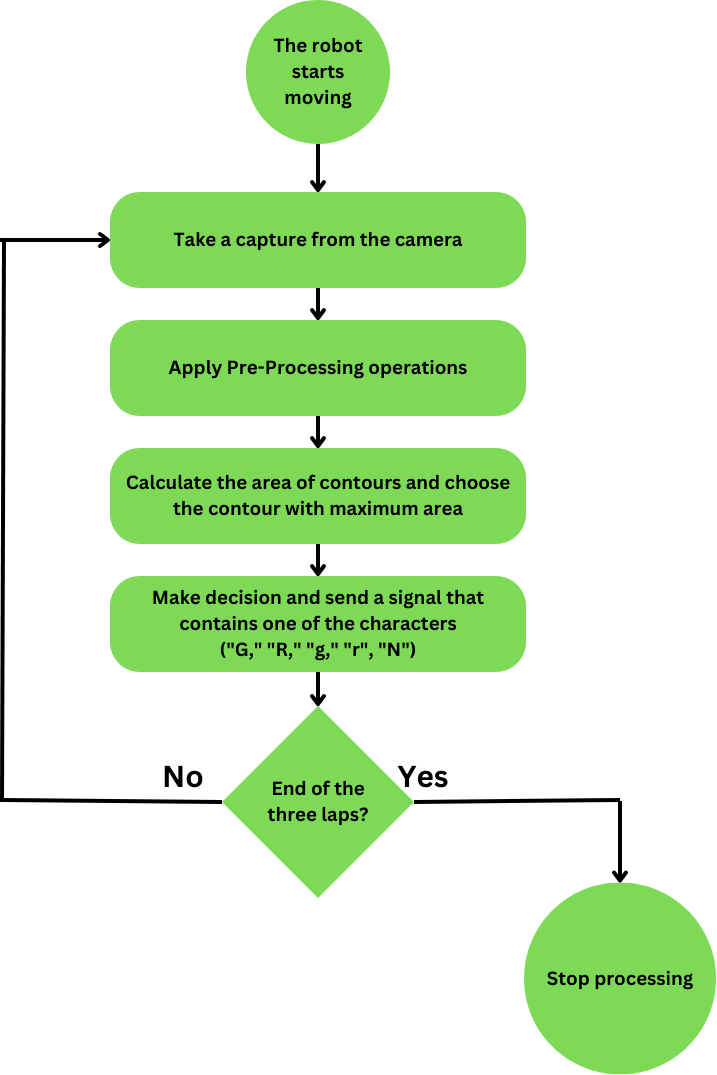 The robot
starts
moving
Take a capture from the camera
Apply Pre-Processing operations
Calculate the area of contours and choose
the contour with maximum area
Make decision and send a signal that
contains one of the characters
("G," "R," "g," "r", "N")
No
Yes
End of the
three laps?
Stop processing